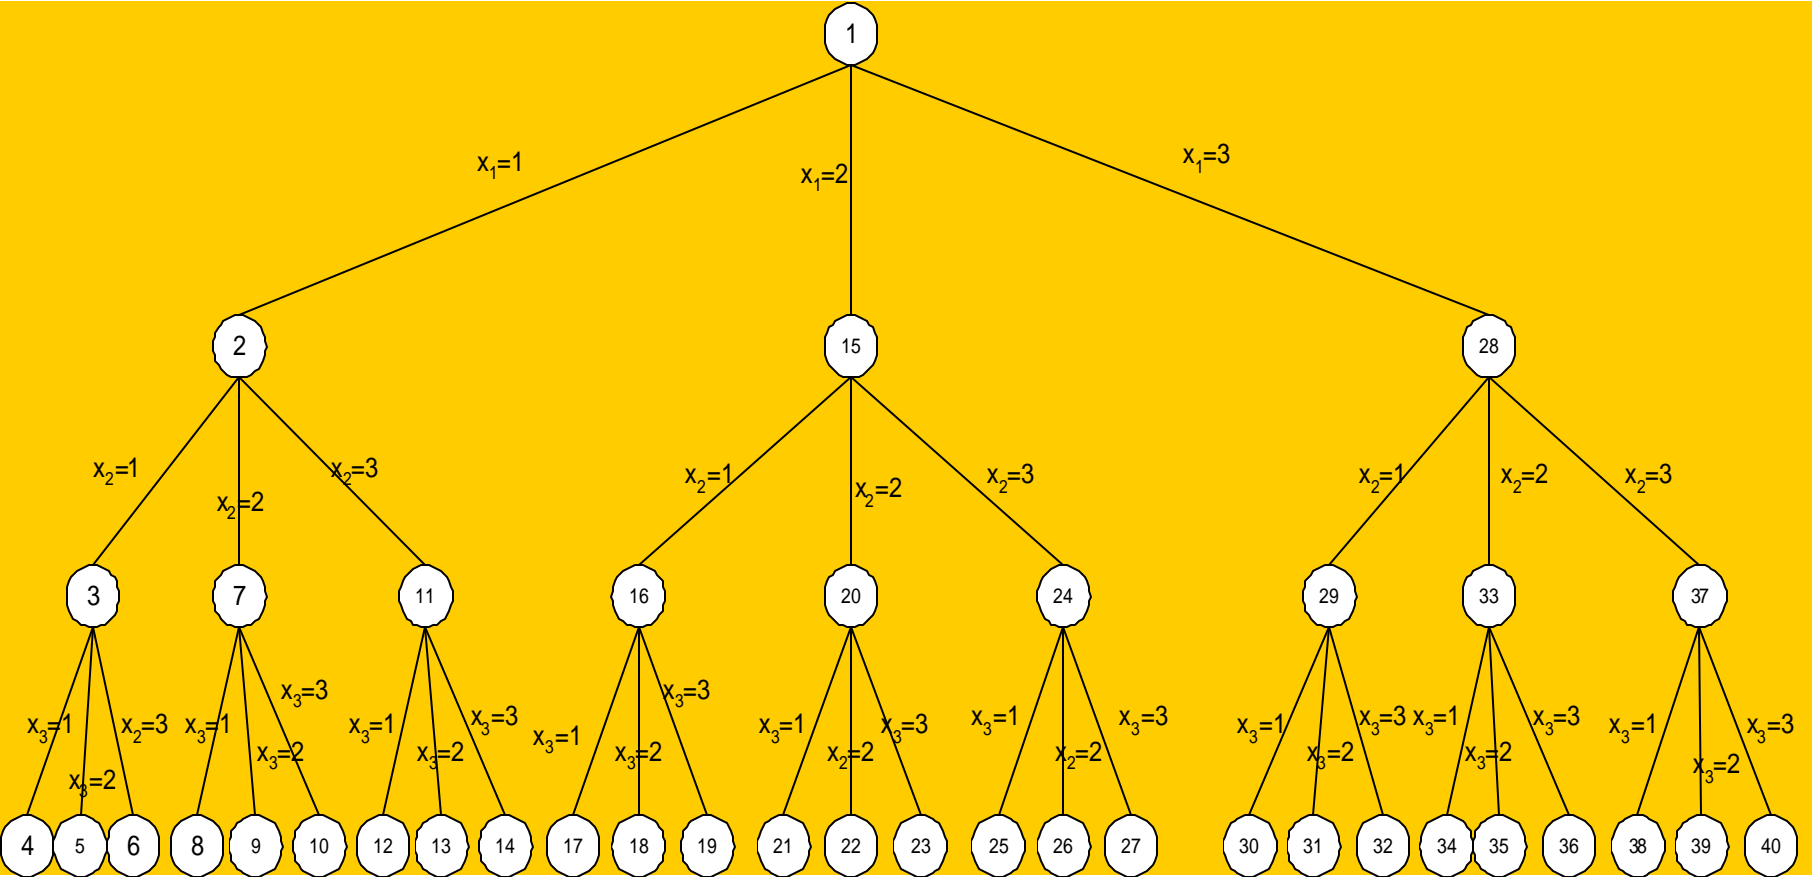 1
x1=1
x1=2
x1=3
2
15
28
x2=1
x2=2
x2=3
x2=1
x2=2
x2=3
x2=1
x2=2
x2=3
3
7
11
16
20
24
29
33
37
x3=1
x3=2
x2=3
x3=1
x3=2
x3=3
x3=1
x3=2
x3=3
x3=1
x3=2
x3=3
x3=1
x2=2
x3=3
x3=1
x2=2
x3=3
x3=1
x3=2
x3=3
x3=1
x3=2
x3=3
x3=1
x3=2
x3=3
4
5
6
8
9
10
12
13
14
17
18
19
21
22
23
25
26
27
30
31
32
34
35
36
38
39
40